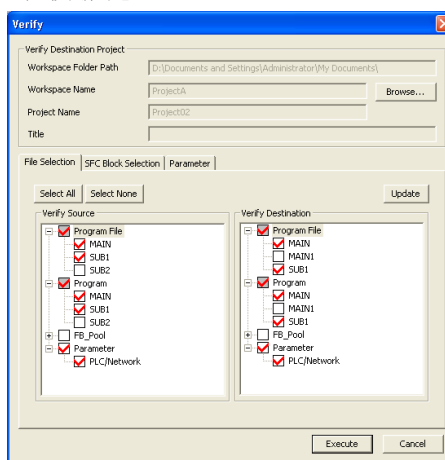 Verify
Verify Destination Project
Workspace Folder Path D:\Documents and Settings\Administrator\My Documents\
Workspace Name ProjectA Browse...
Project Name Project02
Title
File Selection SFC Block Selection Parameter
Select All Select None Update
Verify Source Verify Destination
Program File Program File
MAIN MAIN
SUB1 MAIN1
SUB2 SUB1
Program Program
MAIN MAIN
SUB1 MAIN1
SUB2 SUB1
FB_Pool FB_Pool
Parameter Parameter
PLC/Network PLC/Network
Execute Cancel